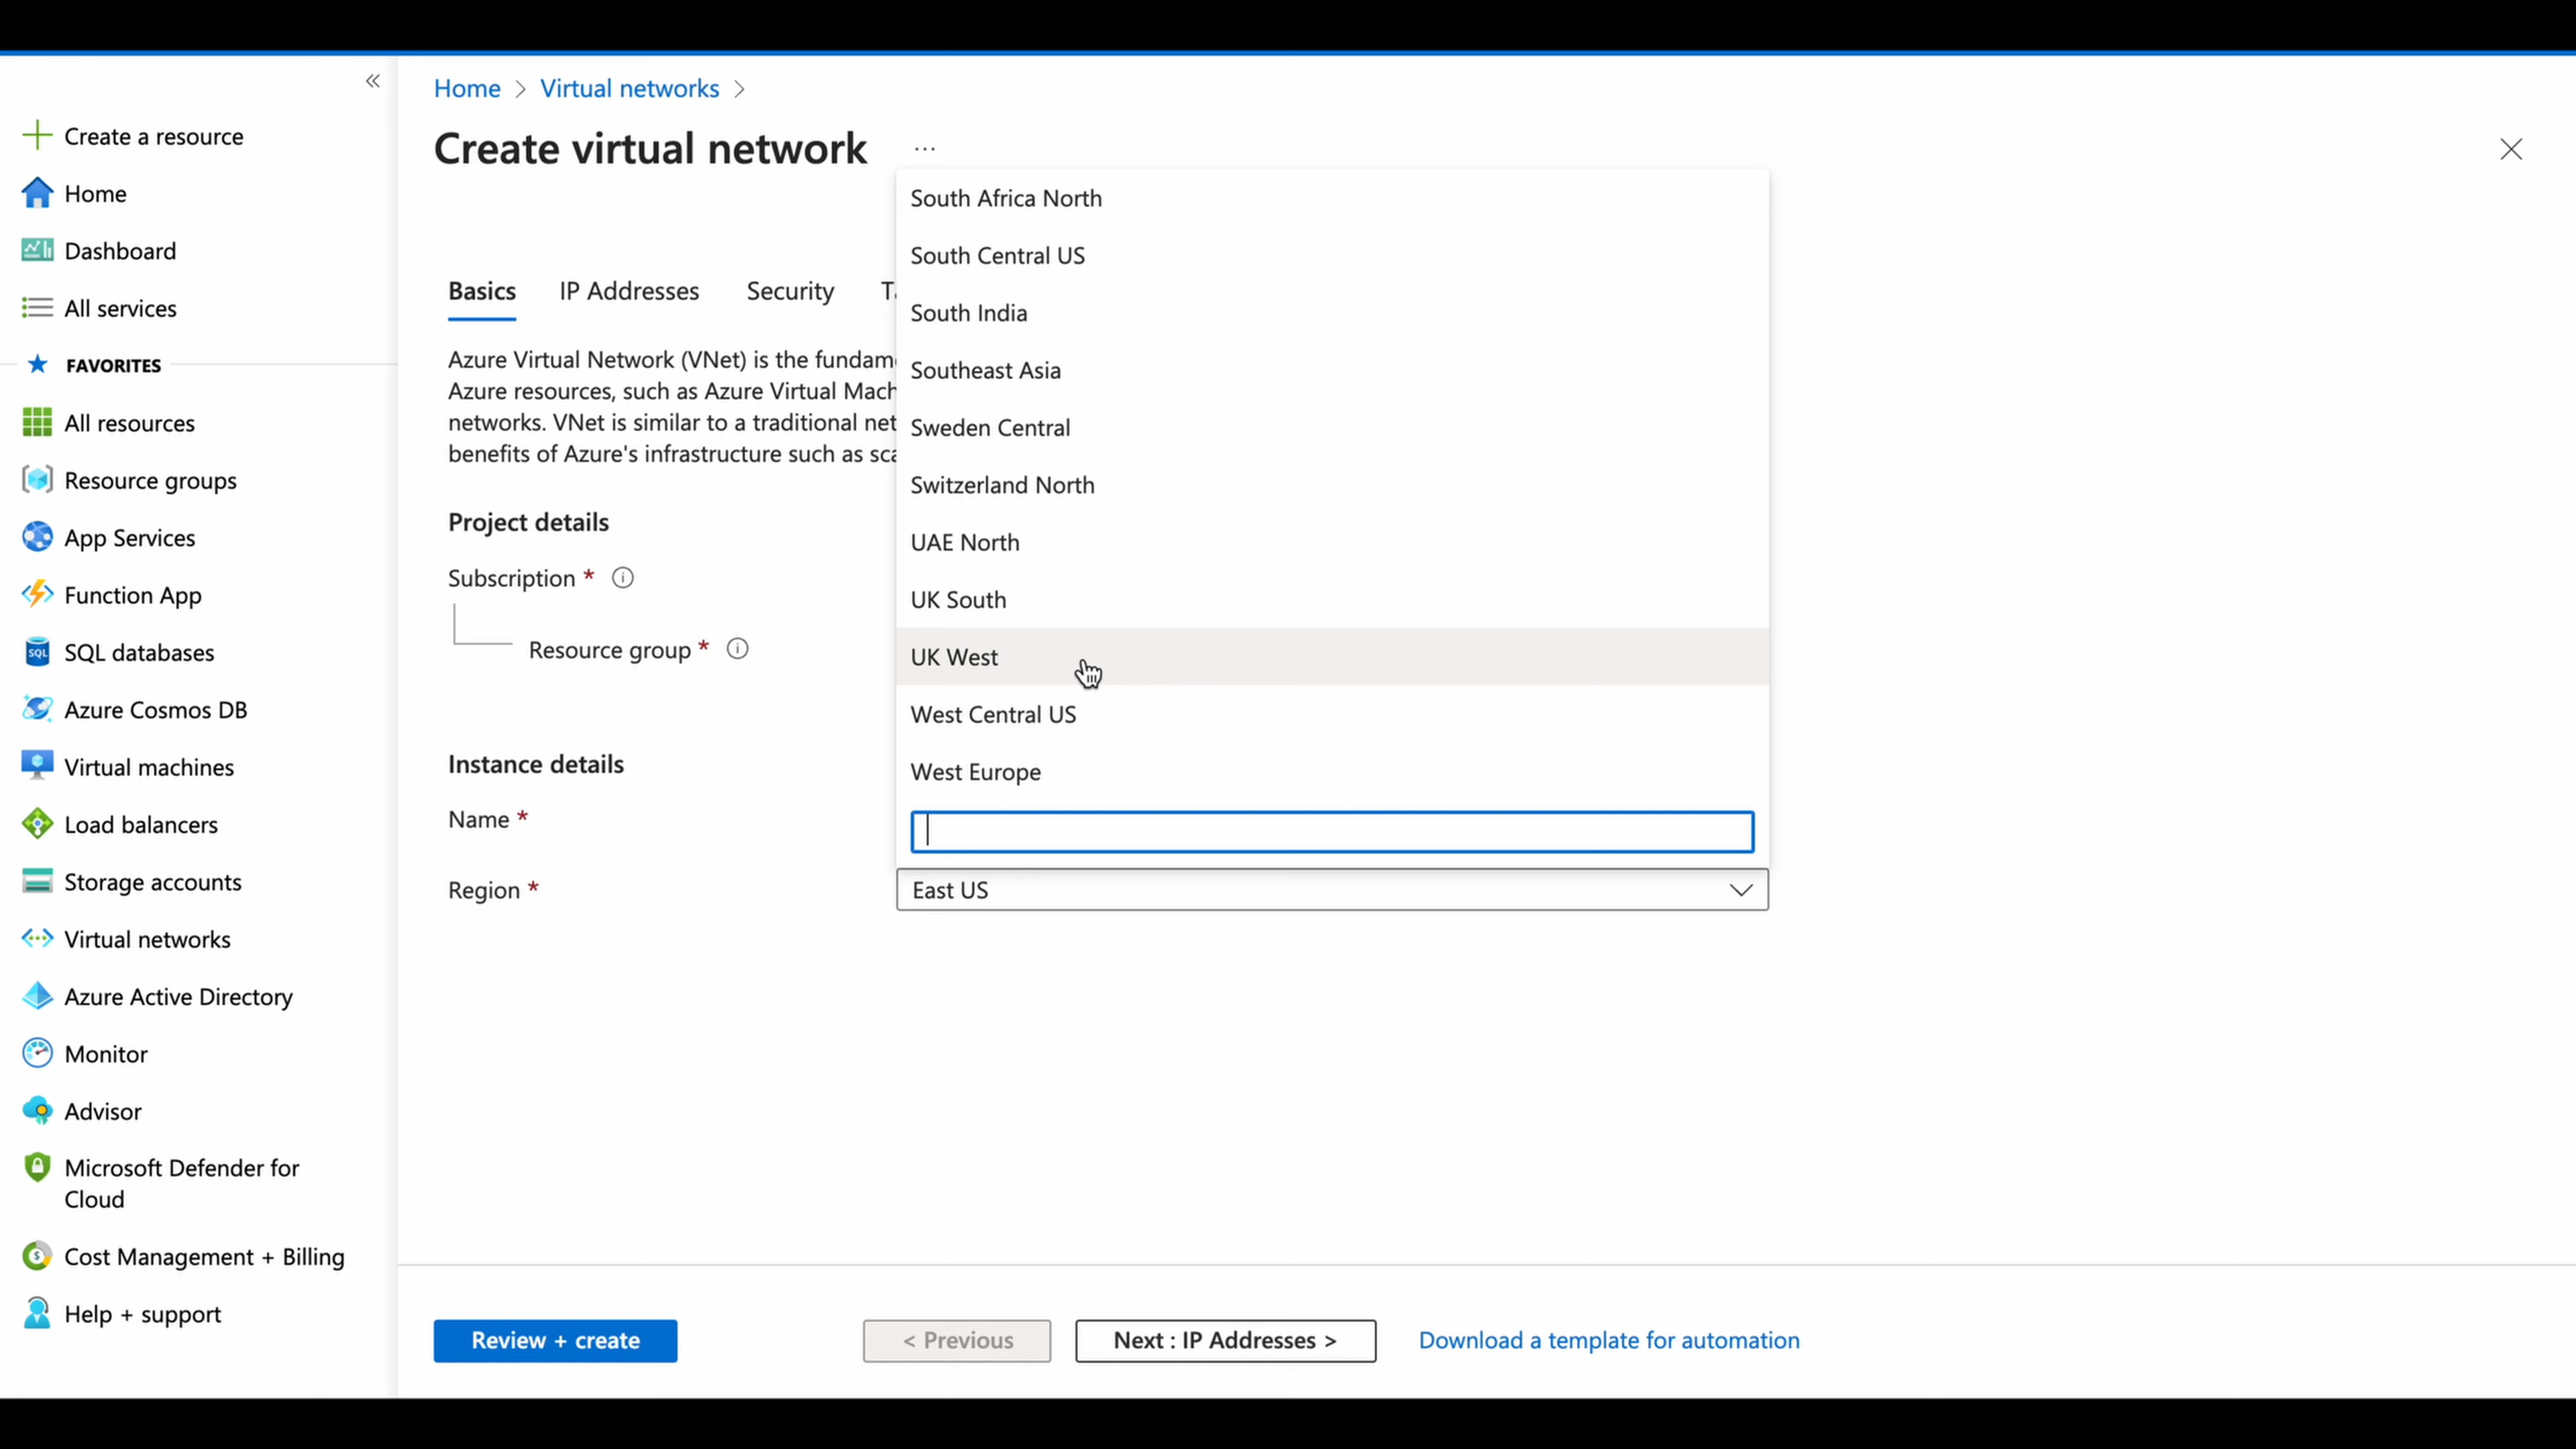 Create a resource
Home
Dashboard
All services
FAVORITES
All resources
Resource groups
App Services
Function App
SQL databases
Azure Cosmos DB
Virtual machines
Load balancers
Storage accounts
Virtual networks
Azure Active Directory
Monitor
Advisor
Microsoft Defender for
Cloud
Cost Management + Billing
Help + support
Home > Virtual networks >
Create virtual network ...
Basics IP Addresses Security
Azure Virtual Network (VNet) is the
Azure resources, such as Azure Virtual
networks. VNet is similar to a traditional
benefits of Azure's infrastructure such as
Project details
Subscription *
Resource group *
Instance details
Name *
Region *
South Africa North
South Central US
South India
Southeast Asia
Sweden Central
Switzerland North
UAE North
UK South
UK West
West Central US
West Europe
East US
Review + create
< Previous
Next : IP Addresses >
Download a template for automation